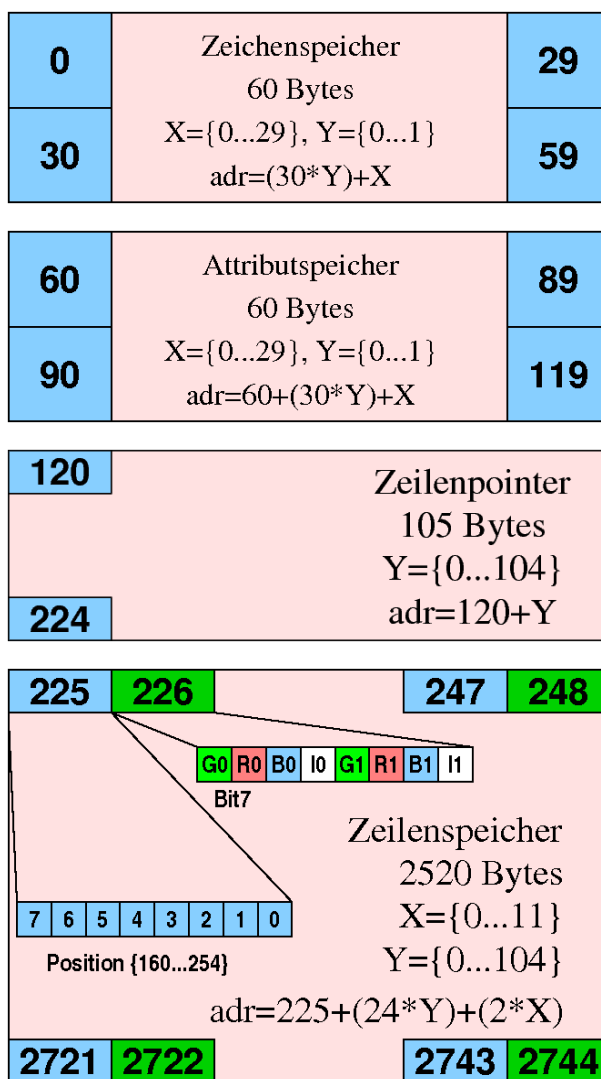 0 Zeichenspeicher 29
60 Bytes
X={0...29}, Y={0...1}
30 adr=(30*Y)+X 59
60 Attributspeicher 89
60 Bytes
X={0...29}, Y={0...1}
90 adr=60+(30*Y)+X 119
120 Zeilenpointer
105 Bytes
Y={0...104}
224 adr=120+Y
225 226 247 248
G0 R0 B0 I0 G1 R1 B1 I1
Bit7
Zeilenspeicher
2520 Bytes
X={0...11}
7 6 5 4 3 2 1 0
Position {160...254}
Y={0...104}
adr=225+(24*Y)+(2*X)
2721 2722 2743 2744